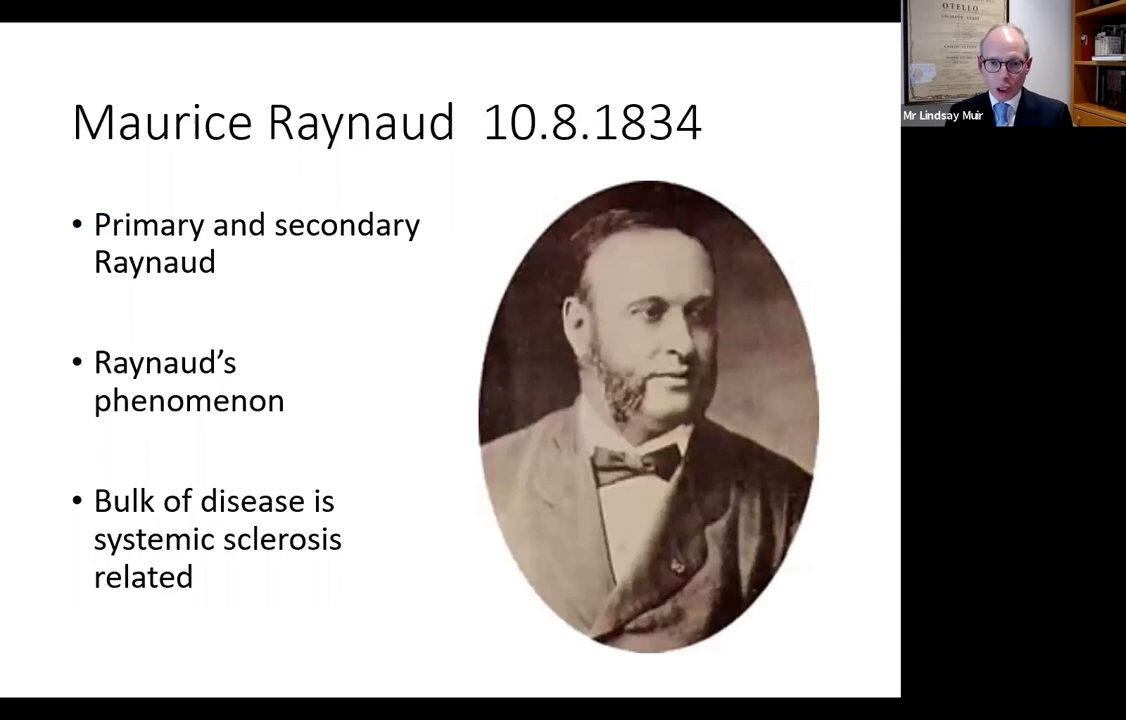 Maurice Raynaud 10.8.1834
• Primary and secondary
Raynaud
• Raynaud’s
phenomenon
• Bulk of disease is
systemic sclerosis
related
OTELLO
Mr Lindsay Muir